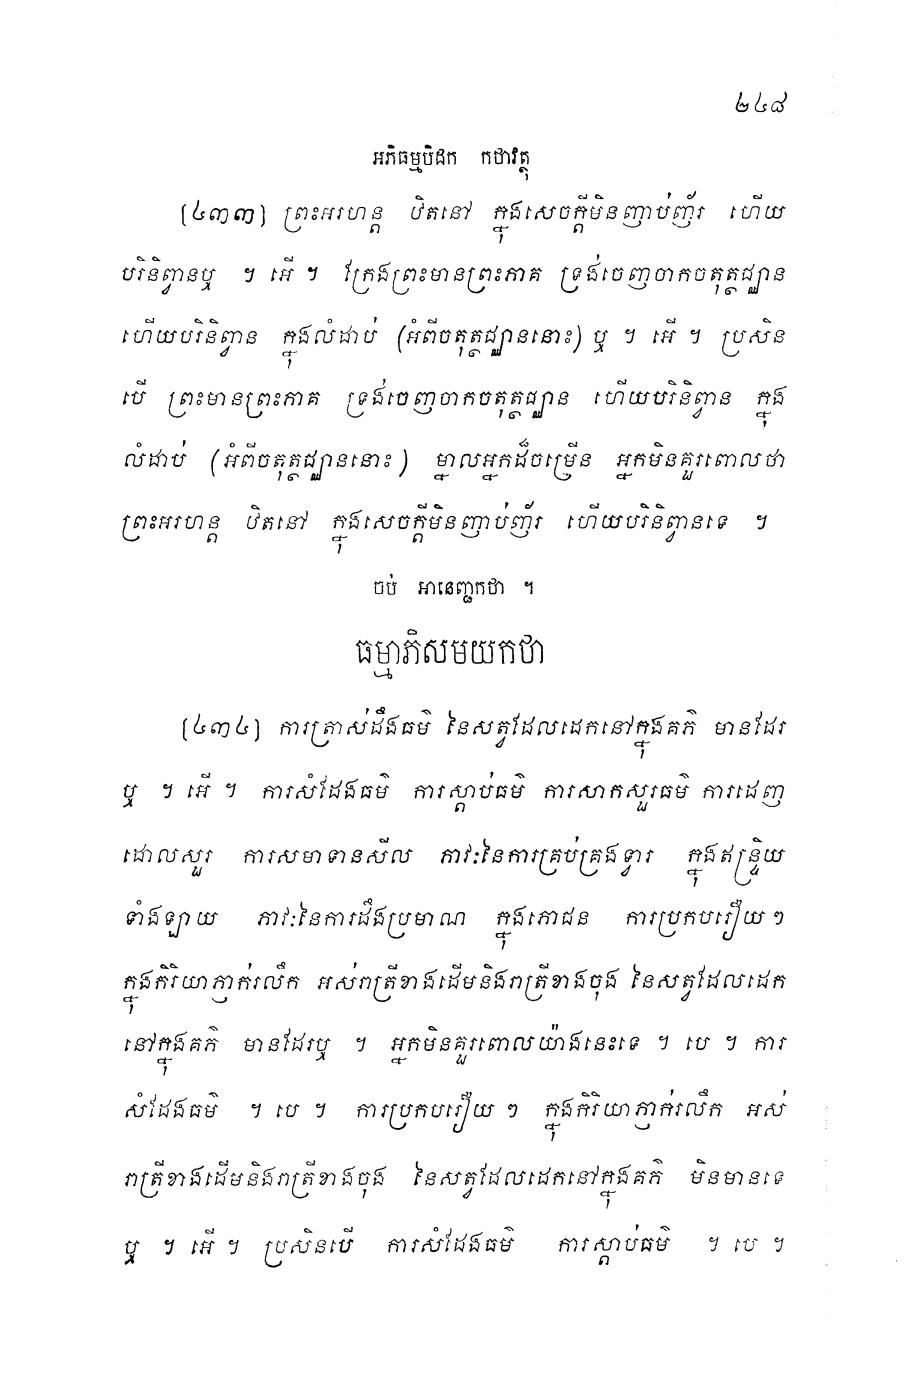 ២៤៨
អភិធម្មបិដក កថាវត្ថុ
[៤៣៣] ព្រះអរហន្ត ឋិតនៅ ក្នុងសេចក្តីមិនញាប់ញ័រ ហើយ
បរិនិព្វានឬ ។ អើ ។ ក្រែងព្រះមានព្រះភាគ ទ្រង់ចេញចាកចតុត្ថជ្ឈាន
ហើយបរិនិព្វាន ក្នុងលំដាប់ (អំពីចតុត្ថជ្ឈាននោះ) ឬ ។ អើ ។ ប្រសិន
បើ ព្រះមានព្រះភាគ ទ្រង់ចេញចាកចតុត្ថជ្ឈាន ហើយបរិនិព្វាន ក្នុង
លំដាប់ (អំពីចតុត្ថជ្ឈាននោះ) ម្នាលអ្នកដ៏ចម្រើន អ្នកមិនគួរពោលថា
ព្រះអរហន្ត ឋិតនៅ ក្នុងសេចក្តីមិនញាប់ញ័រ ហើយបរិនិព្វានទេ ។
ចប់ អានេញ្ជកថា ។
ធម្មាភិសមយកថា
[៤៣៤] ការត្រាស់ដឹងធម៌ នៃសត្វដែលដេកនៅក្នុងគភ៌ មានដែរ
ឬ ។ អើ ។ ការសំដែងធម៌ ការស្តាប់ធម៌ ការសាកសួរធម៌ ការដេញ
ដោលសួរ ការសមាទានសីល ភាវៈនៃការគ្រប់គ្រងទ្វារ ក្នុងឥន្ទ្រិយ
ទាំងឡាយ ភាវៈនៃការដឹងប្រមាណ ក្នុងភោជន ការប្រកបរឿយ ៗ
ក្នុងកិរិយាភ្ញាក់រលឹក អស់រាត្រីខាងដើមនិងរាត្រីខាងចុង នៃសត្វដែលដេក
នៅក្នុងគភ៌ មានដែរឬ ។ អ្នកមិនគួរពោលយ៉ាងនេះទេ ។ បេ ។ ការ
សំដែងធម៌ ។ បេ ។ ការប្រកបរឿយ ៗ ក្នុងកិរិយាភ្ញាក់រលឹក អស់
រាត្រីខាងដើមនិងរាត្រីខាងចុង នៃសត្វដែលដេកនៅក្នុងគភ៌ មិនមានទេ
ឬ ។ អើ ។ ប្រសិនបើ ការសំដែងធម៌ ការស្តាប់ធម៌ ។ បេ ។